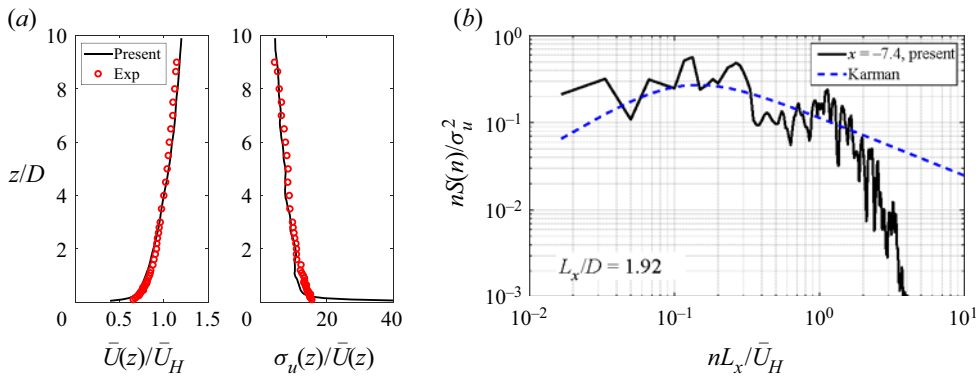 (a)
10
8
6
z/D
4
2
0
0.5
1.0
1.5
Ū(z)/Ū_H
Present
Exp
10
8
6
4
2
0
20
40
σ_u(z)/Ū(z)
(b)
10^0
10^−1
10^−2
10^−3
nS(n)/σ_u^2
x = −7.4, present
Karman
L_x/D = 1.92
10^−2
10^−1
10^0
10^1
nL_x/Ū_H